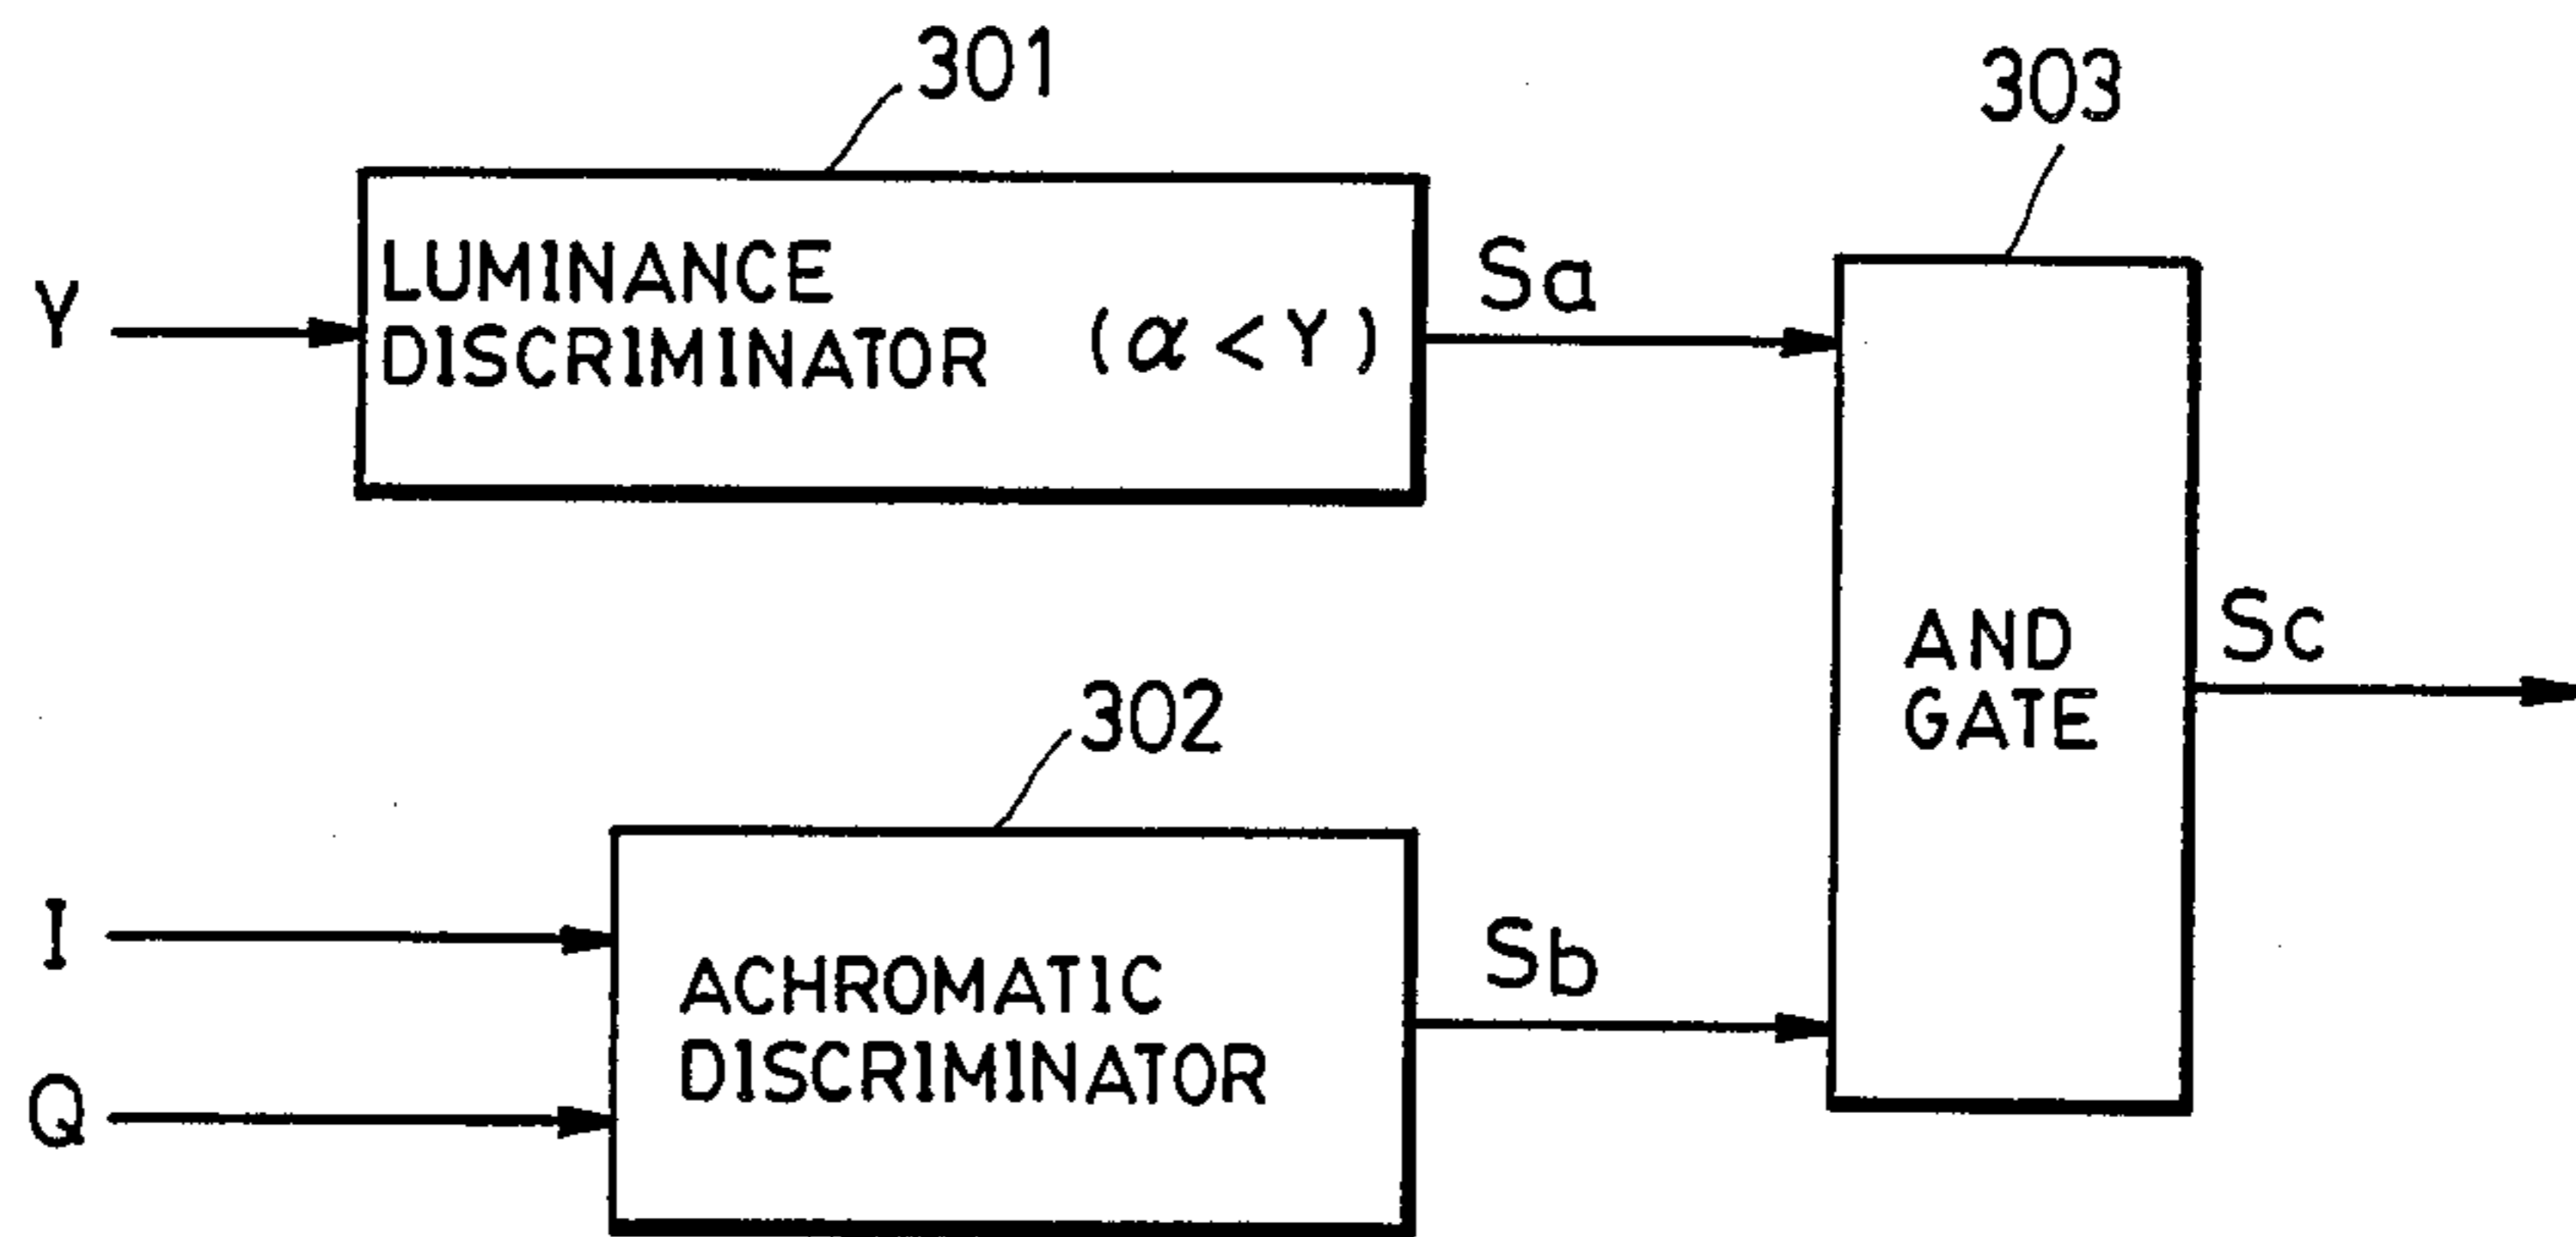 301
303
Y
LUMINANCE
DISCRIMINATOR (α < Y)
Sa
AND
GATE
Sc
302
I
Q
ACHROMATIC
DISCRIMINATOR
Sb